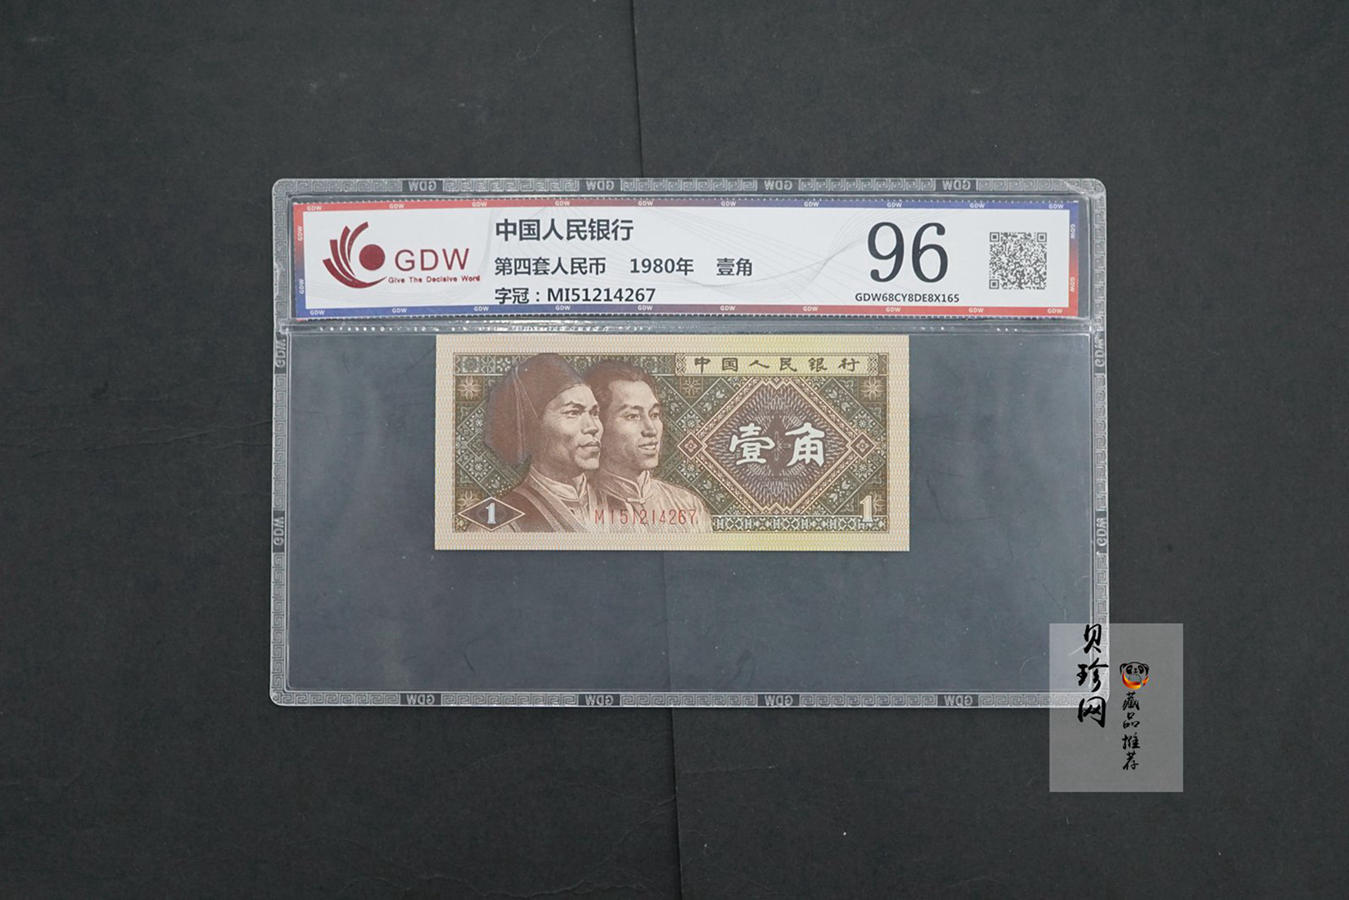 GDW
Give The Decisive Word
中国人民银行
第四套人民币 1980年 壹角
字冠：MI51214267
96
GDW68CY8DE8X165
中国人民银行
壹角
1
MI51214267
1
贝珍网
藏品推荐